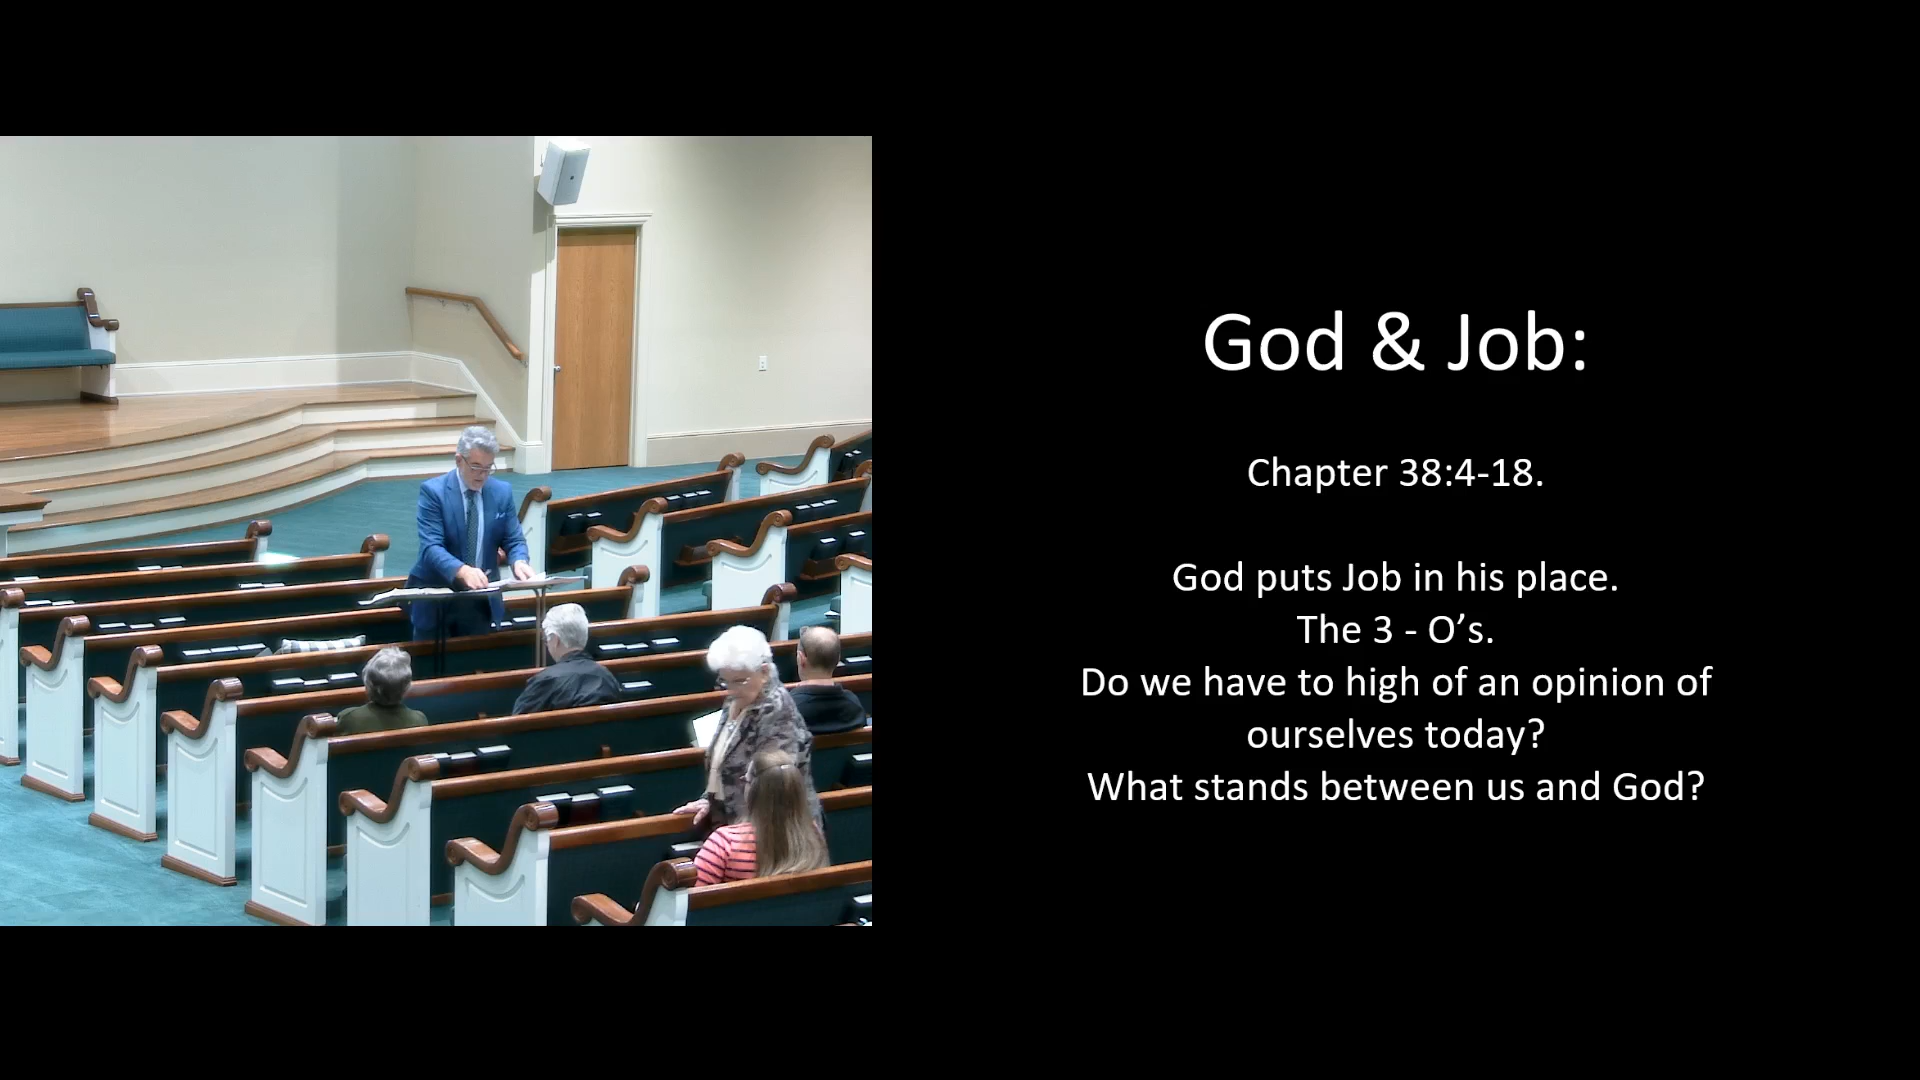 God & Job:
Chapter 38:4-18.
God puts Job in his place.
The 3 - O’s.
Do we have to high of an opinion of
ourselves today?
What stands between us and God?